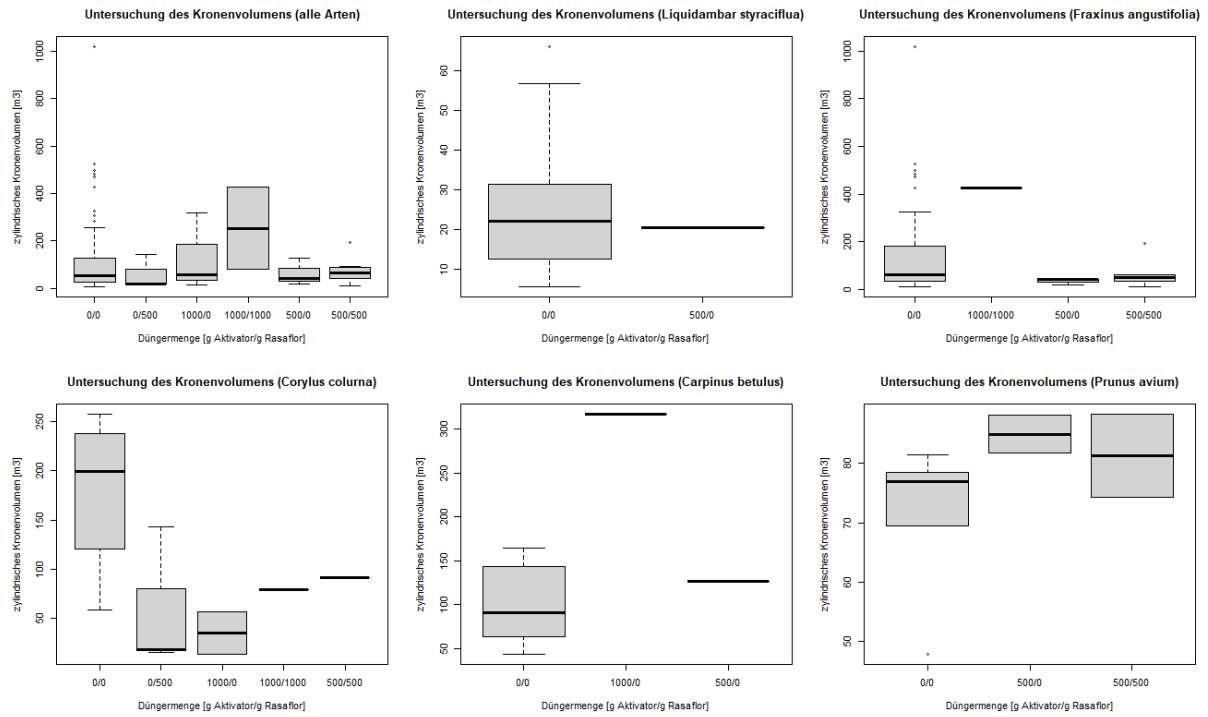 Untersuchung des Kronenvolumens (alle Arten)
zylindrisches Kronenvolumen [m3]
1000
800
600
400
200
0
0/0 0/500 1000/0 1000/1000 500/0 500/500
Düngermenge [g Aktivator/g Rasaflor]
Untersuchung des Kronenvolumens (Liquidambar styraciflua)
zylindrisches Kronenvolumen [m3]
60
50
40
30
20
10
0/0 500/0
Düngermenge [g Aktivator/g Rasaflor]
Untersuchung des Kronenvolumens (Fraxinus angustifolia)
zylindrisches Kronenvolumen [m3]
1000
800
600
400
200
0
0/0 1000/1000 500/0 500/500
Düngermenge [g Aktivator/g Rasaflor]
Untersuchung des Kronenvolumens (Corylus colurna)
zylindrisches Kronenvolumen [m3]
250
200
150
100
50
0/0 0/500 1000/0 1000/1000 500/500
Düngermenge [g Aktivator/g Rasaflor]
Untersuchung des Kronenvolumens (Carpinus betulus)
zylindrisches Kronenvolumen [m3]
300
250
200
150
100
50
0/0 1000/0 500/0
Düngermenge [g Aktivator/g Rasaflor]
Untersuchung des Kronenvolumens (Prunus avium)
zylindrisches Kronenvolumen [m3]
80
70
60
50
0/0 500/0 500/500
Düngermenge [g Aktivator/g Rasaflor]